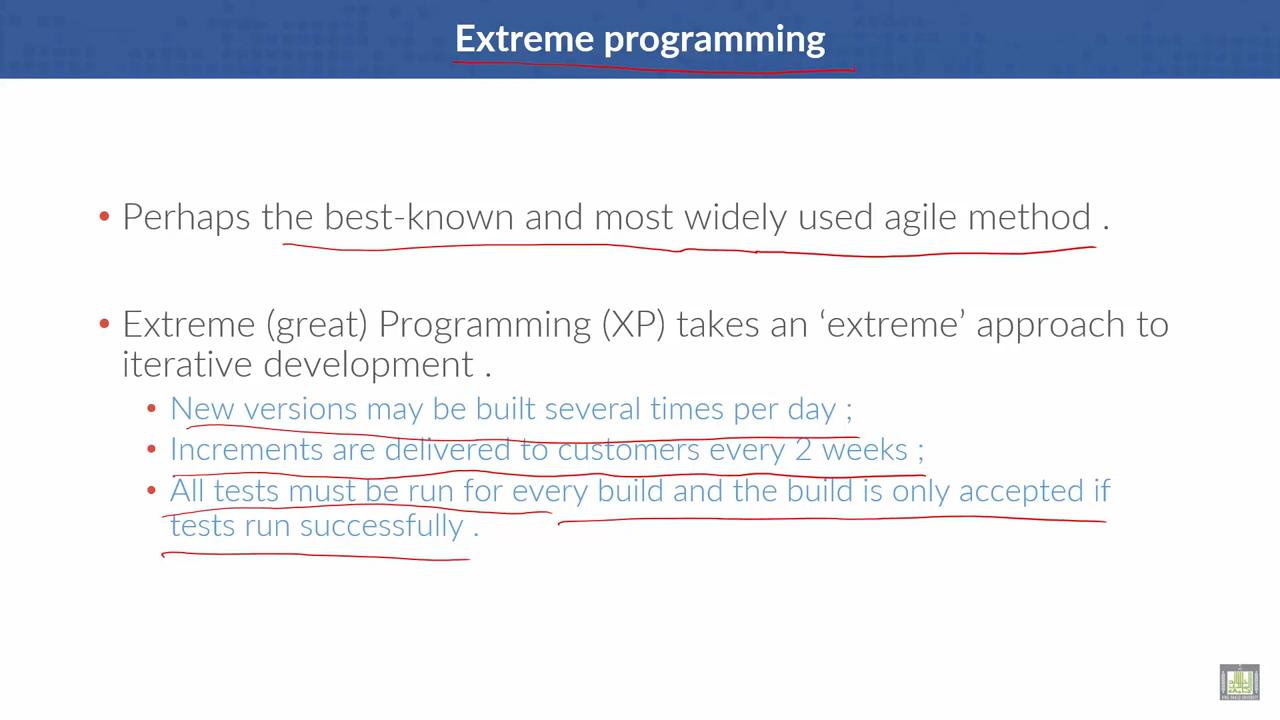 Extreme programming
• Perhaps the best-known and most widely used agile method .
• Extreme (great) Programming (XP) takes an ‘extreme’ approach to
iterative development .
• New versions may be built several times per day ;
• Increments are delivered to customers every 2 weeks ;
• All tests must be run for every build and the build is only accepted if
tests run successfully .